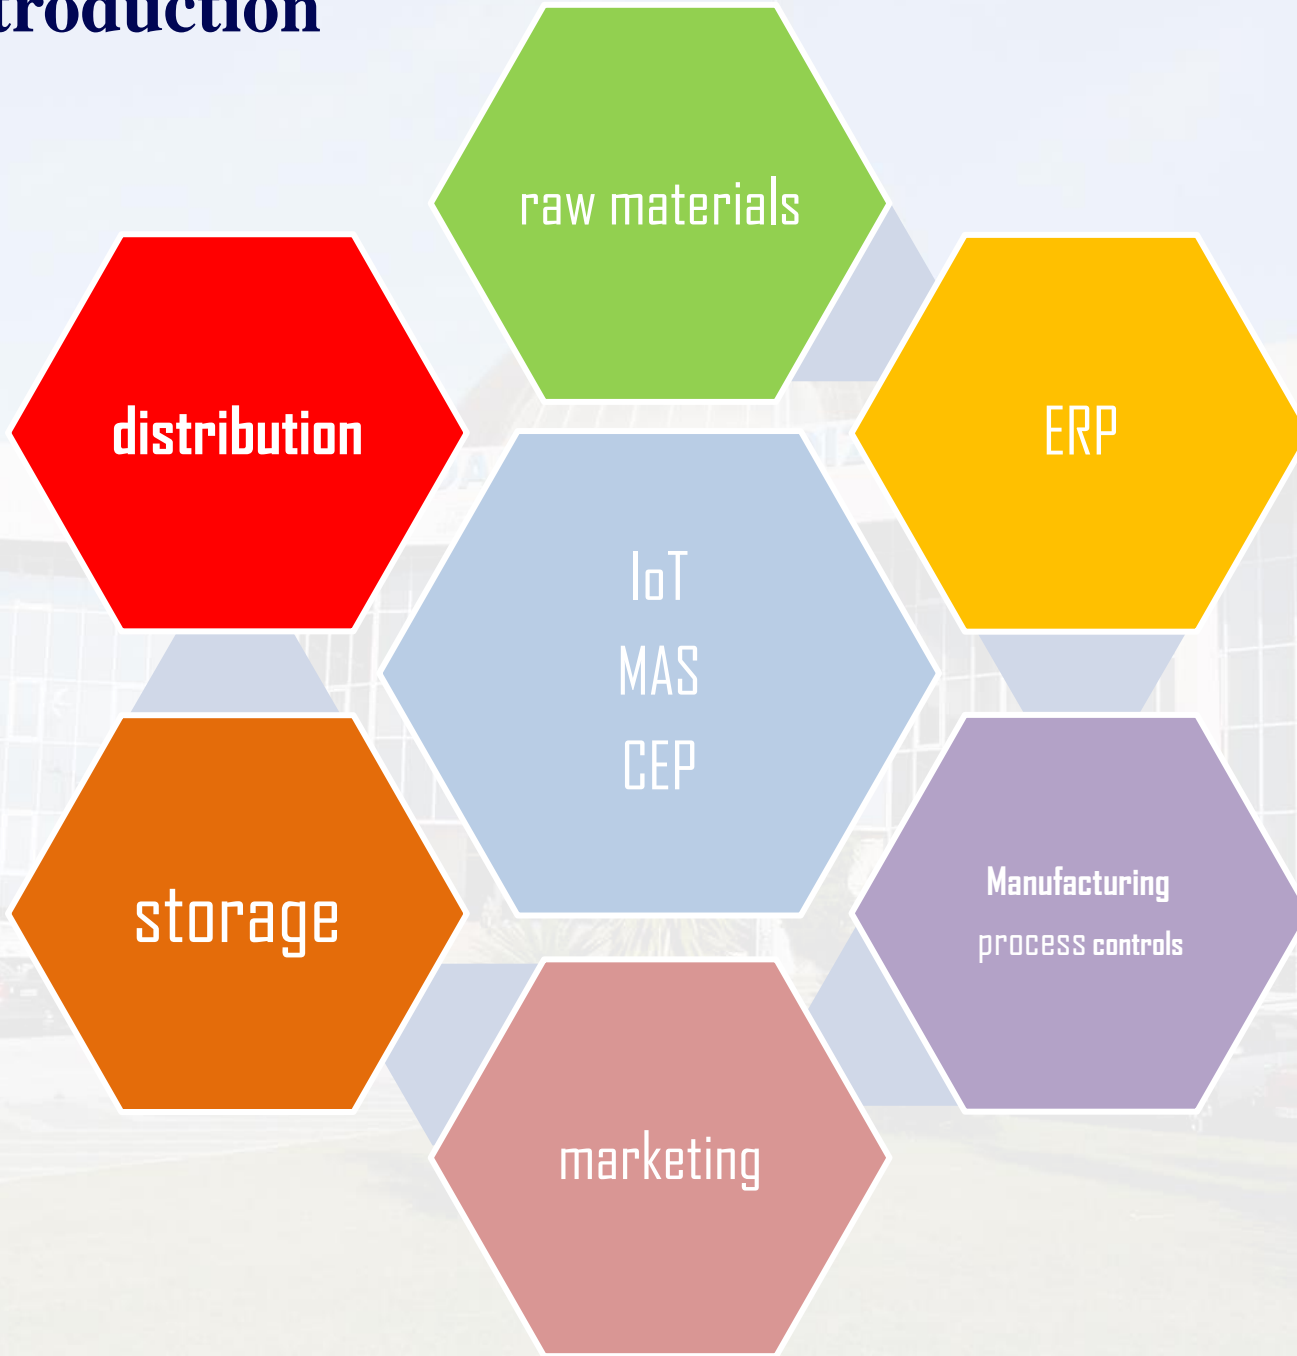 troduction
raw materials
distribution
ERP
IoT
MAS
CEP
storage
Manufacturing
process controls
marketing